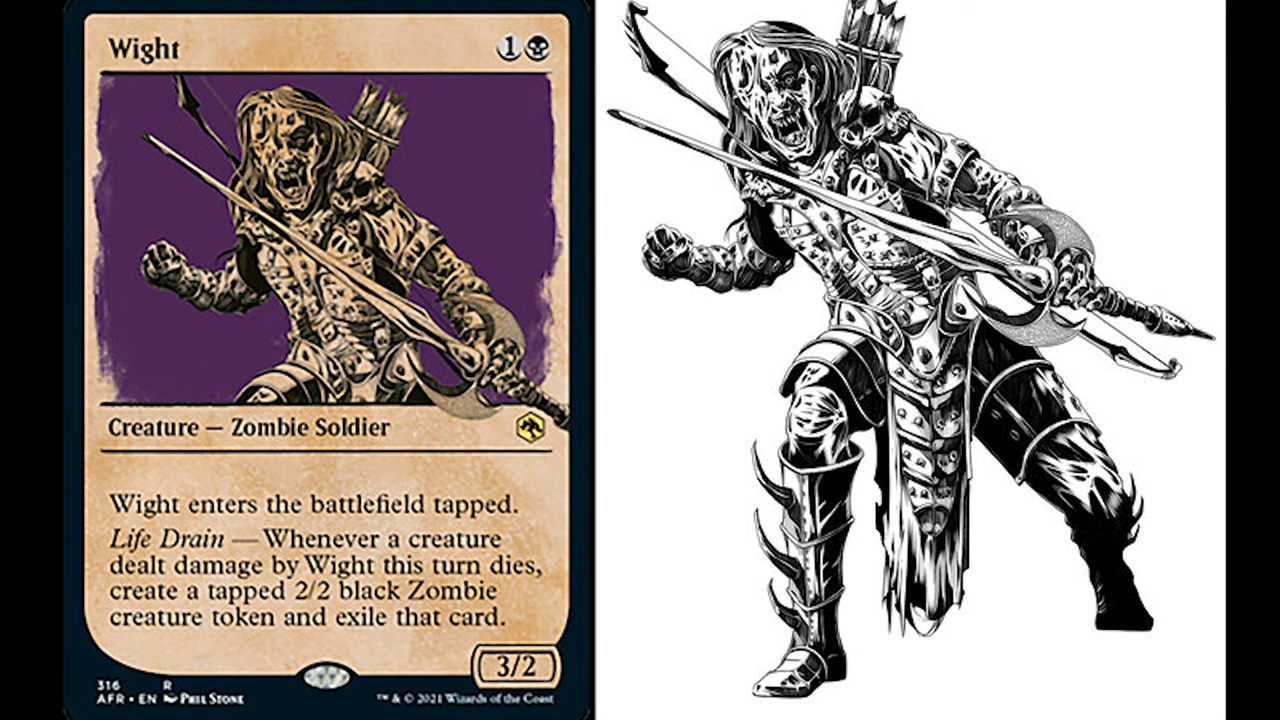 Wight 1
Creature — Zombie Soldier
Wight enters the battlefield tapped.
Life Drain — Whenever a creature
dealt damage by Wight this turn dies,
create a tapped 2/2 black Zombie
creature token and exile that card.
3/2
316 R
AFR • EN Phil Stone
™ & © 2021 Wizards of the Coast